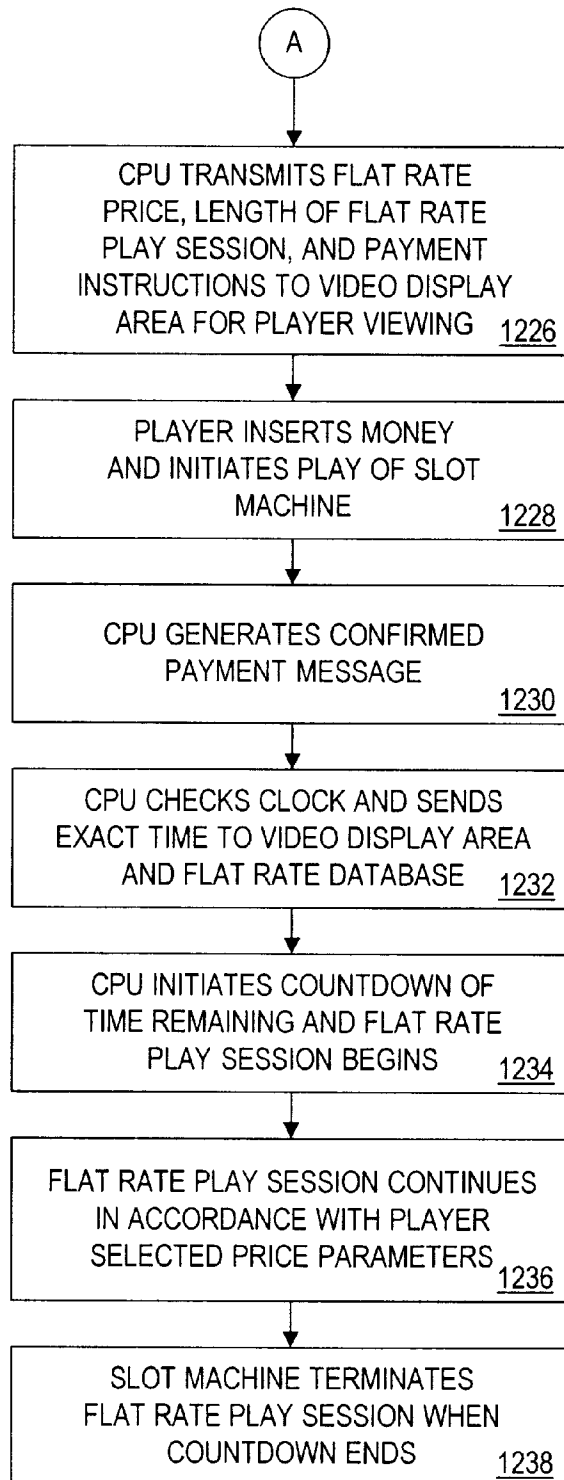 A
CPU TRANSMITS FLAT RATE
PRICE, LENGTH OF FLAT RATE
PLAY SESSION, AND PAYMENT
INSTRUCTIONS TO VIDEO DISPLAY
AREA FOR PLAYER VIEWING 1226
PLAYER INSERTS MONEY
AND INITIATES PLAY OF SLOT
MACHINE 1228
CPU GENERATES CONFIRMED
PAYMENT MESSAGE 1230
CPU CHECKS CLOCK AND SENDS
EXACT TIME TO VIDEO DISPLAY AREA
AND FLAT RATE DATABASE 1232
CPU INITIATES COUNTDOWN OF
TIME REMAINING AND FLAT RATE
PLAY SESSION BEGINS 1234
FLAT RATE PLAY SESSION CONTINUES
IN ACCORDANCE WITH PLAYER
SELECTED PRICE PARAMETERS 1236
SLOT MACHINE TERMINATES
FLAT RATE PLAY SESSION WHEN
COUNTDOWN ENDS 1238